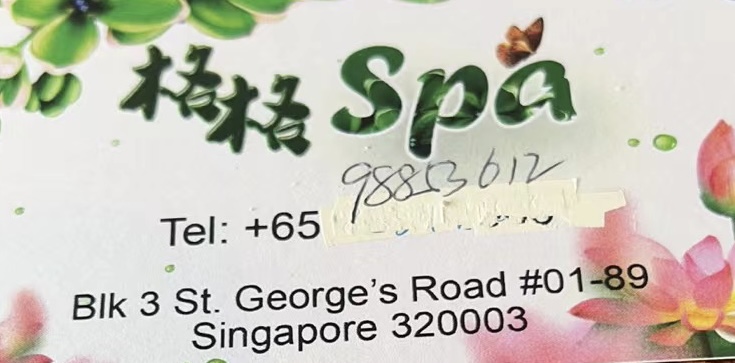 格格 Spa
98853612
Tel: +65
Blk 3 St. George's Road #01-89
Singapore 320003